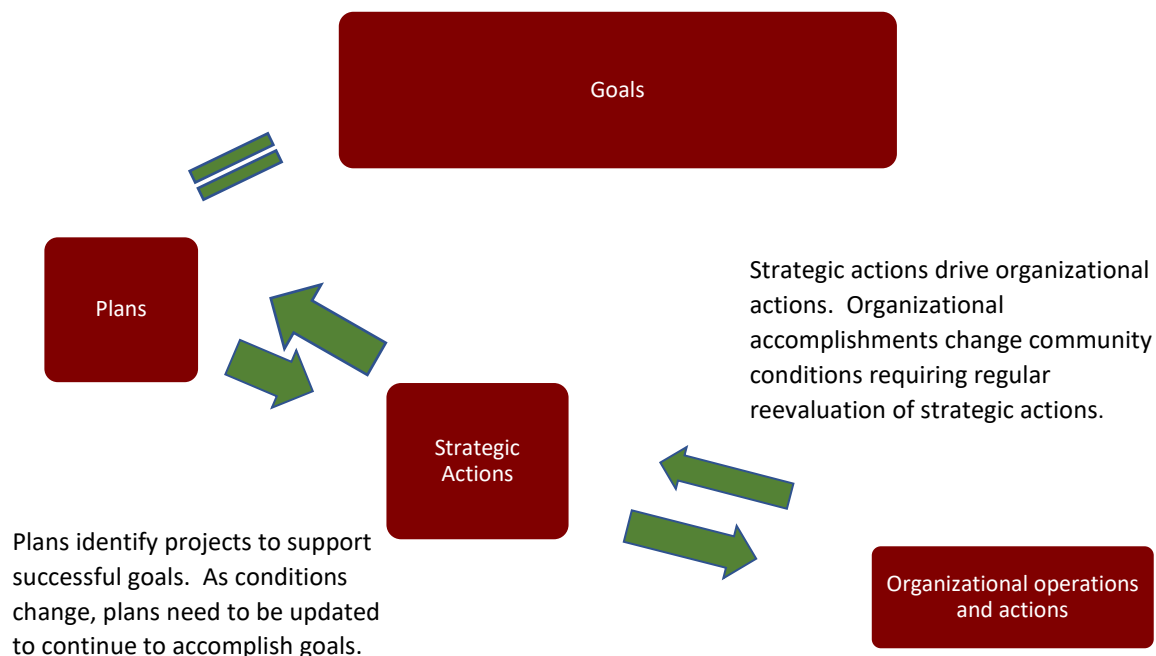 Goals
Plans
Strategic actions drive organizational
actions.  Organizational
accomplishments change community
conditions requiring regular
reevaluation of strategic actions.
Strategic
Actions
Plans identify projects to support
successful goals.  As conditions
change, plans need to be updated
to continue to accomplish goals.
Organizational operations
and actions